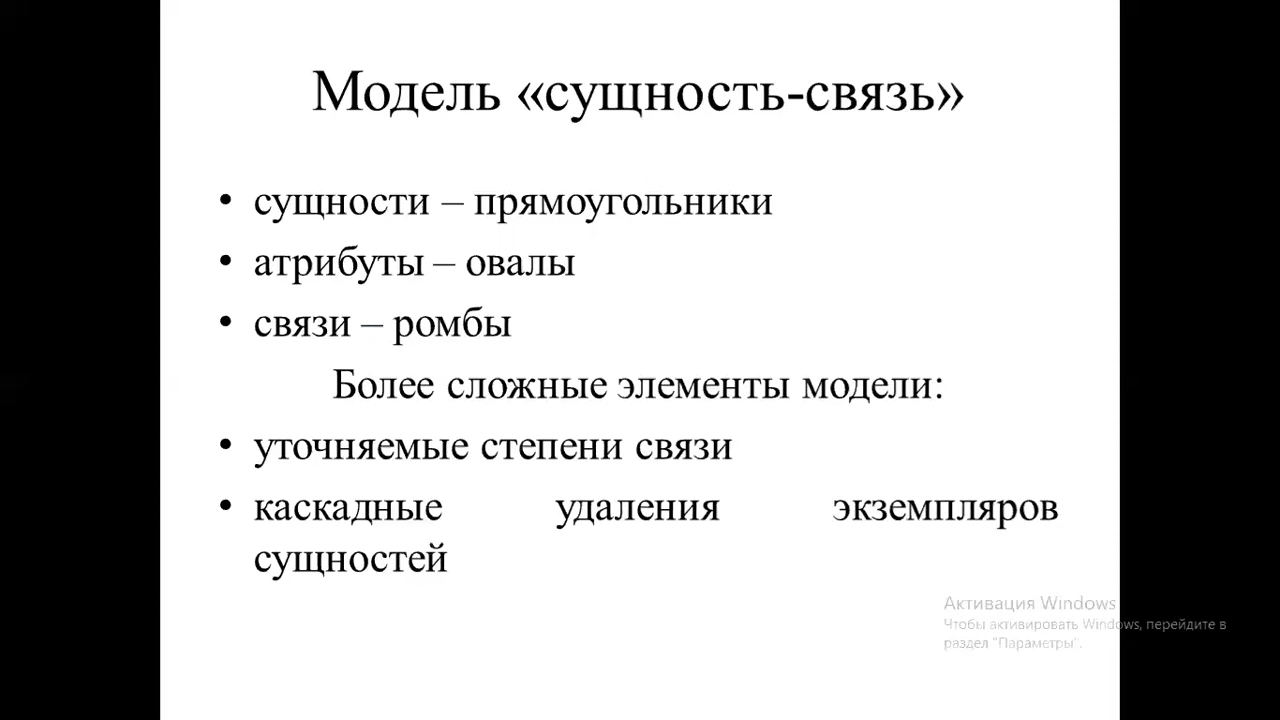 Модель «сущность-связь»
• сущности – прямоугольники
• атрибуты – овалы
• связи – ромбы
Более сложные элементы модели:
• уточняемые степени связи
• каскадные удаления экземпляров
сущностей
Активация Windows
Чтобы активировать Windows, перейдите в
раздел "Параметры".